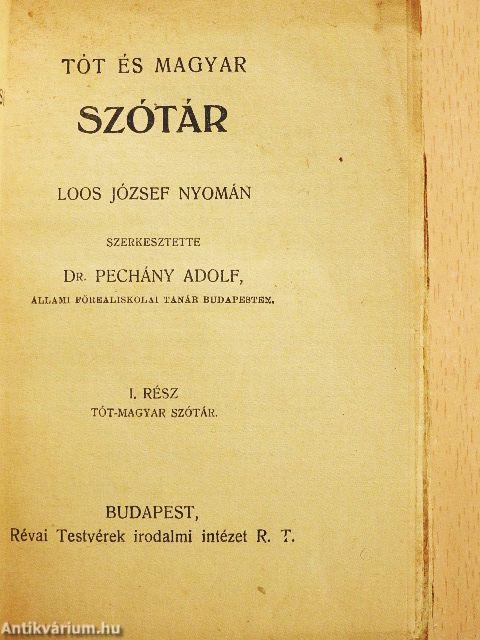 TÓT ÉS MAGYAR
SZÓTÁR
LOOS JÓZSEF NYOMÁN
SZERKESZTETTE
DR. PECHÁNY ADOLF,
ÁLLAMI FŐREALISKOLAI TANÁR BUDAPESTEN.
I. RÉSZ
TÓT-MAGYAR SZÓTÁR.
BUDAPEST,
Révai Testvérek irodalmi intézet R. T.
Antikvárium.hu